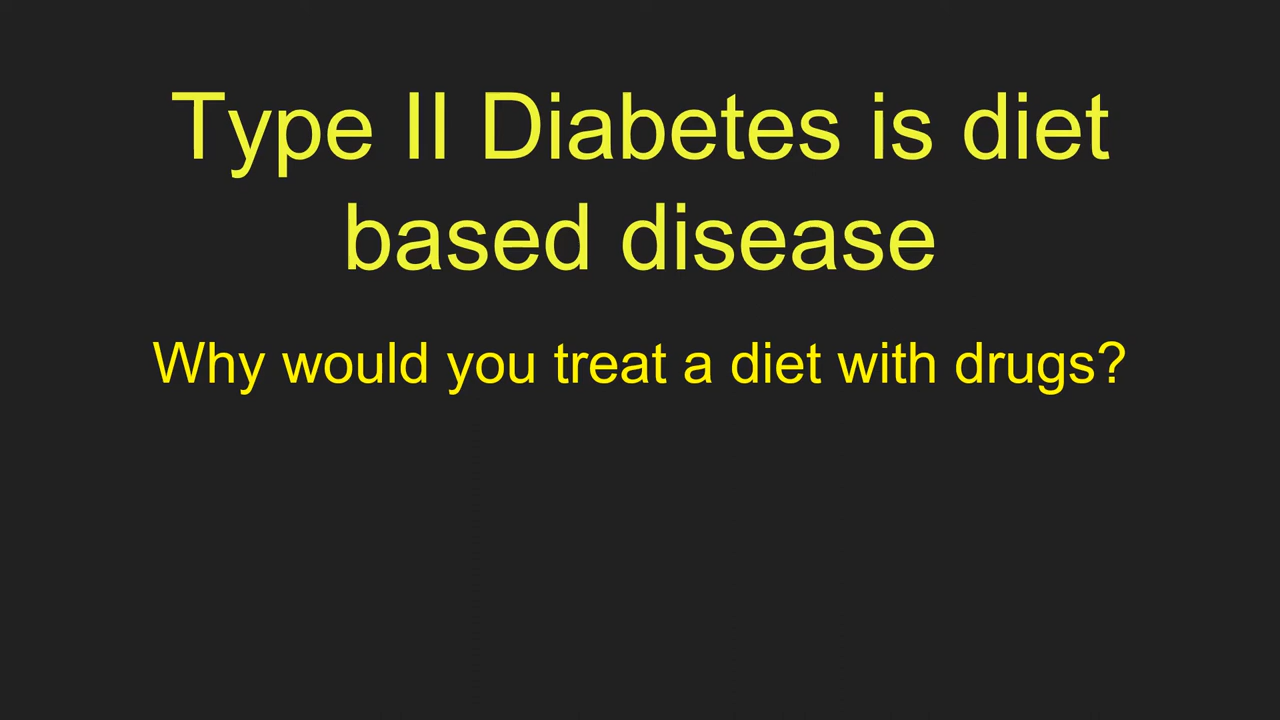 Type II Diabetes is diet
based disease
Why would you treat a diet with drugs?